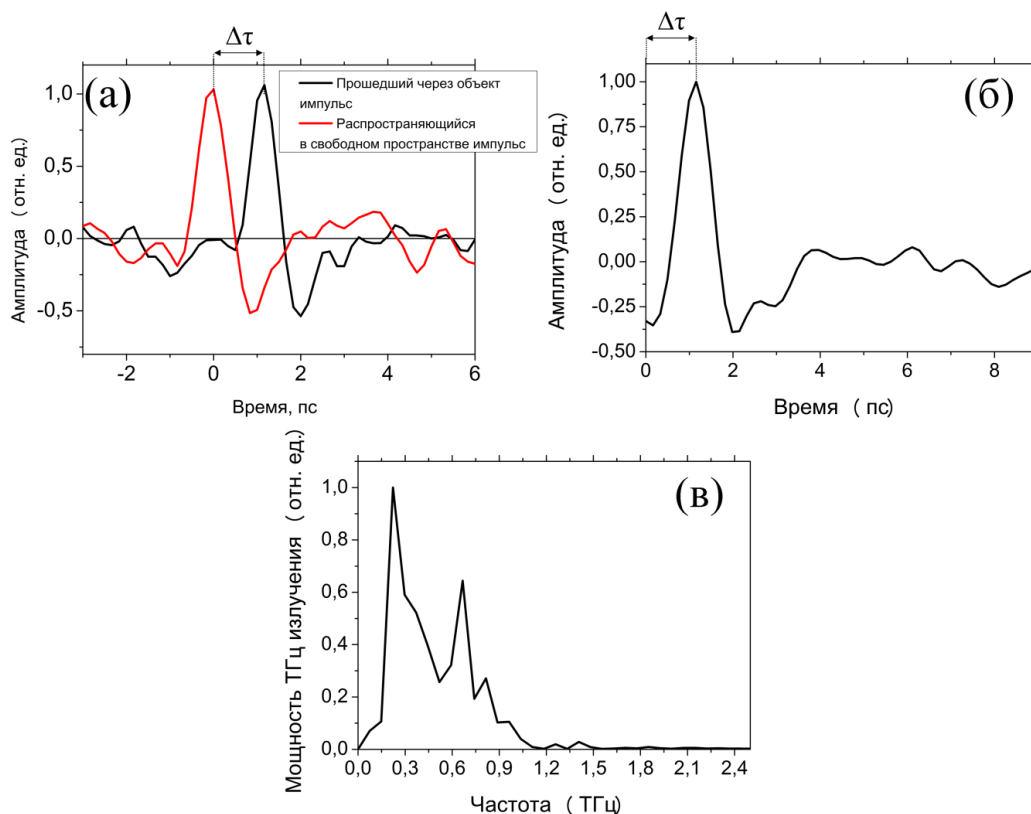 Δτ
(а)
Прошедший через объект
импульс
Распространяющийся
в свободном пространстве импульс
Амплитуда ( отн. ед.)
1,0
0,5
0,0
-0,5
-2 0 2 4 6
Время, пс
Δτ
(б)
Амплитуда ( отн. ед.)
1,00
0,75
0,50
0,25
0,00
-0,25
-0,50
0 2 4 6 8
Время ( пс)
(в)
Мощность ТГц излучения ( отн. ед.)
1,0
0,8
0,6
0,4
0,2
0,0
0,0 0,3 0,6 0,9 1,2 1,5 1,8 2,1 2,4
Частота ( ТГц)